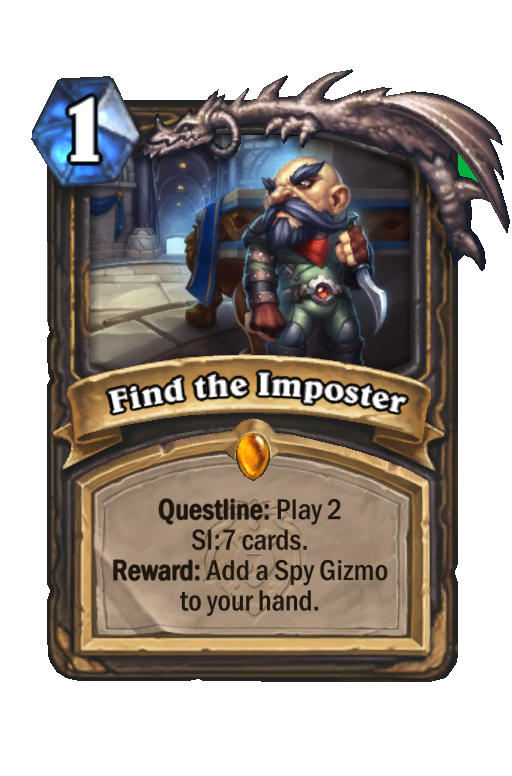 1
Find the Imposter
Questline: Play 2
SI:7 cards.
Reward: Add a Spy Gizmo
to your hand.